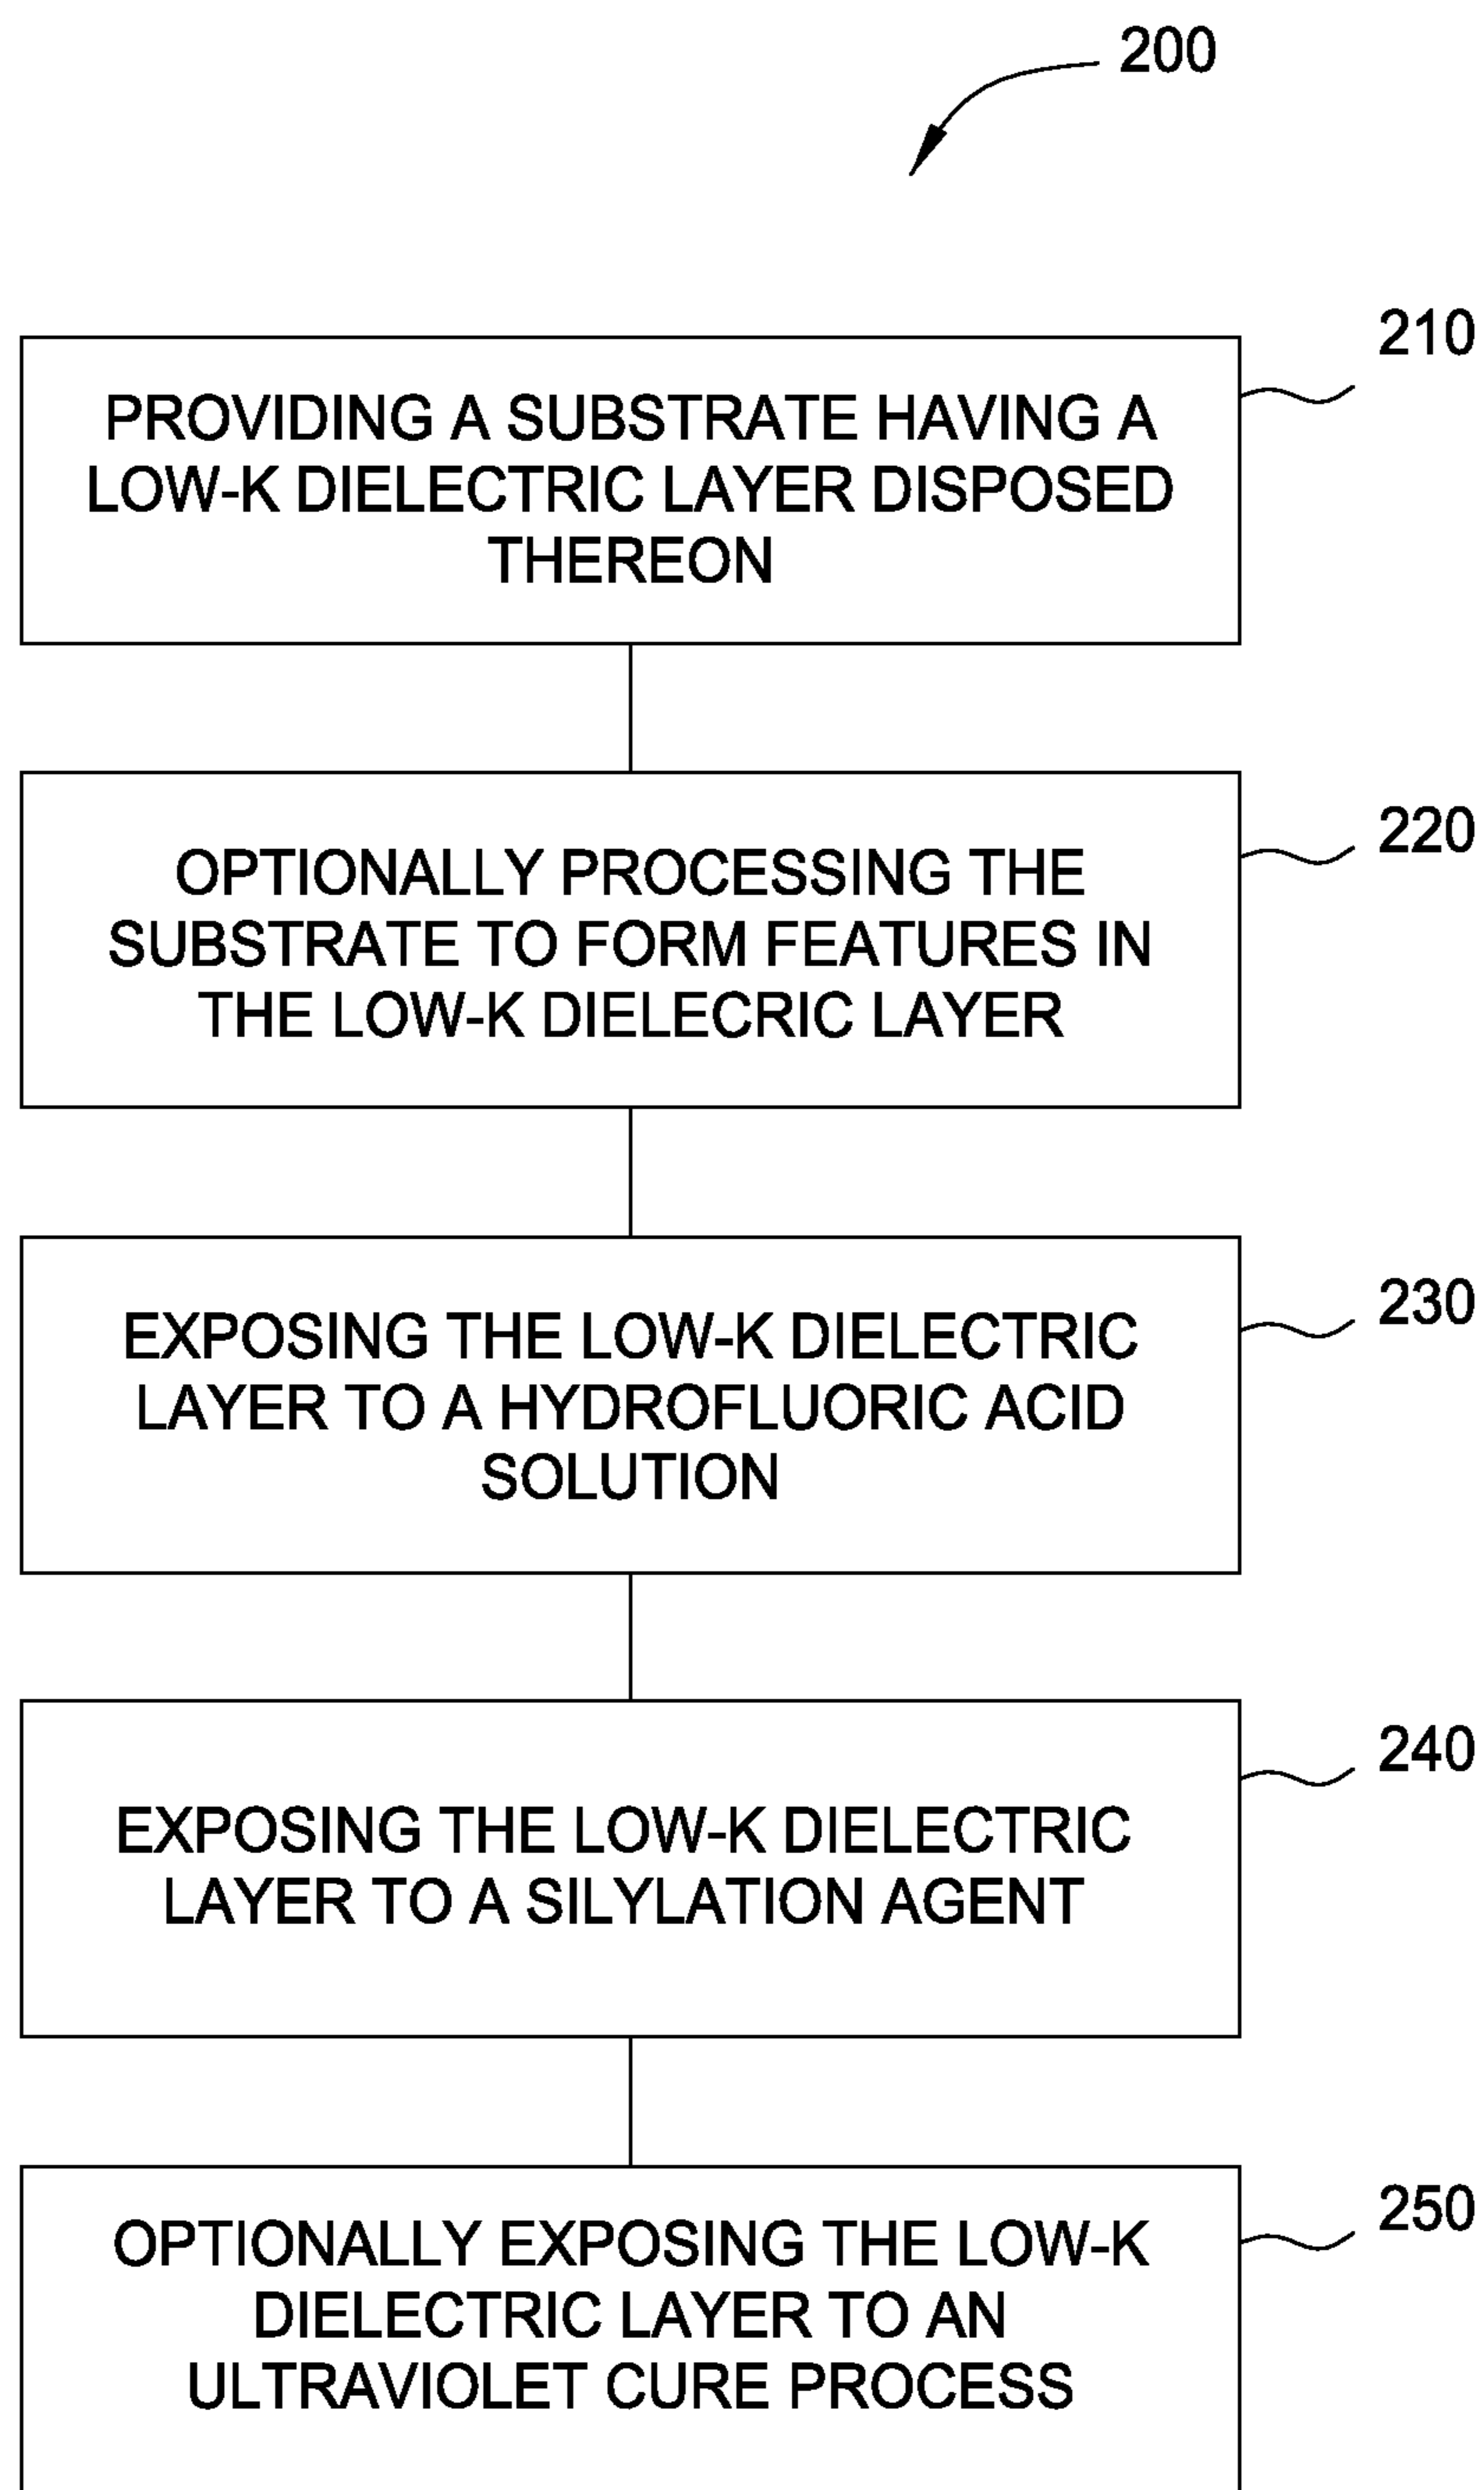 200
210
PROVIDING A SUBSTRATE HAVING A
LOW-K DIELECTRIC LAYER DISPOSED
THEREON
220
OPTIONALLY PROCESSING THE
SUBSTRATE TO FORM FEATURES IN
THE LOW-K DIELECRIC LAYER
230
EXPOSING THE LOW-K DIELECTRIC
LAYER TO A HYDROFLUORIC ACID
SOLUTION
240
EXPOSING THE LOW-K DIELECTRIC
LAYER TO A SILYLATION AGENT
250
OPTIONALLY EXPOSING THE LOW-K
DIELECTRIC LAYER TO AN
ULTRAVIOLET CURE PROCESS